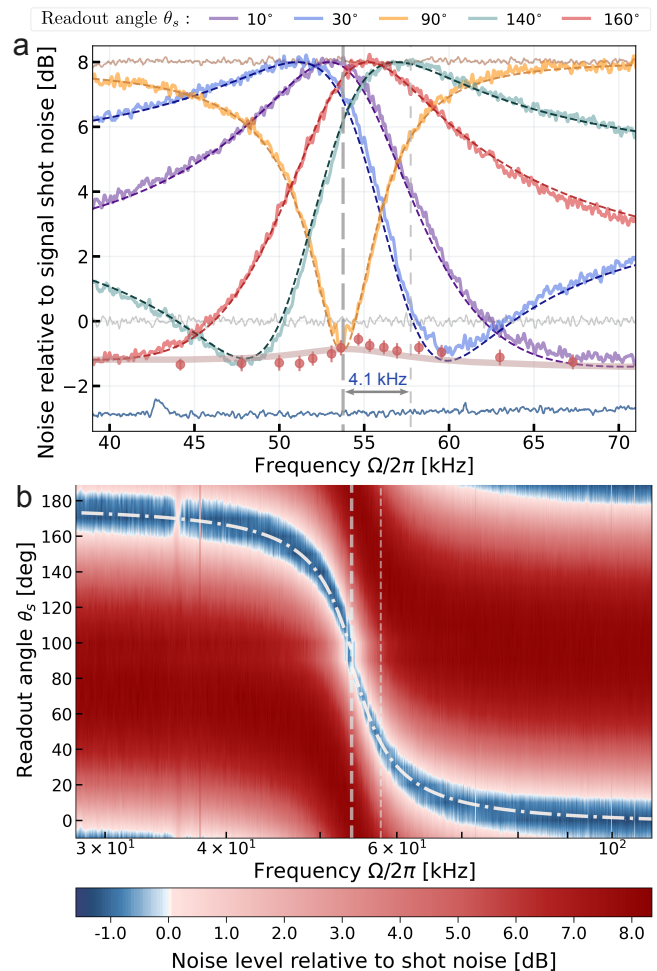 Readout angle θs : 10° 30° 90° 140° 160°
a
Noise relative to signal shot noise [dB]
8
6
4
2
0
−2
4.1 kHz
40 45 50 55 60 65 70
Frequency Ω/2π [kHz]
b
Readout angle θs [deg]
180
160
140
120
100
80
60
40
20
0
3 × 10¹ 4 × 10¹ 6 × 10¹ 10²
Frequency Ω/2π [kHz]
-1.0 0.0 1.0 2.0 3.0 4.0 5.0 6.0 7.0 8.0
Noise level relative to shot noise [dB]